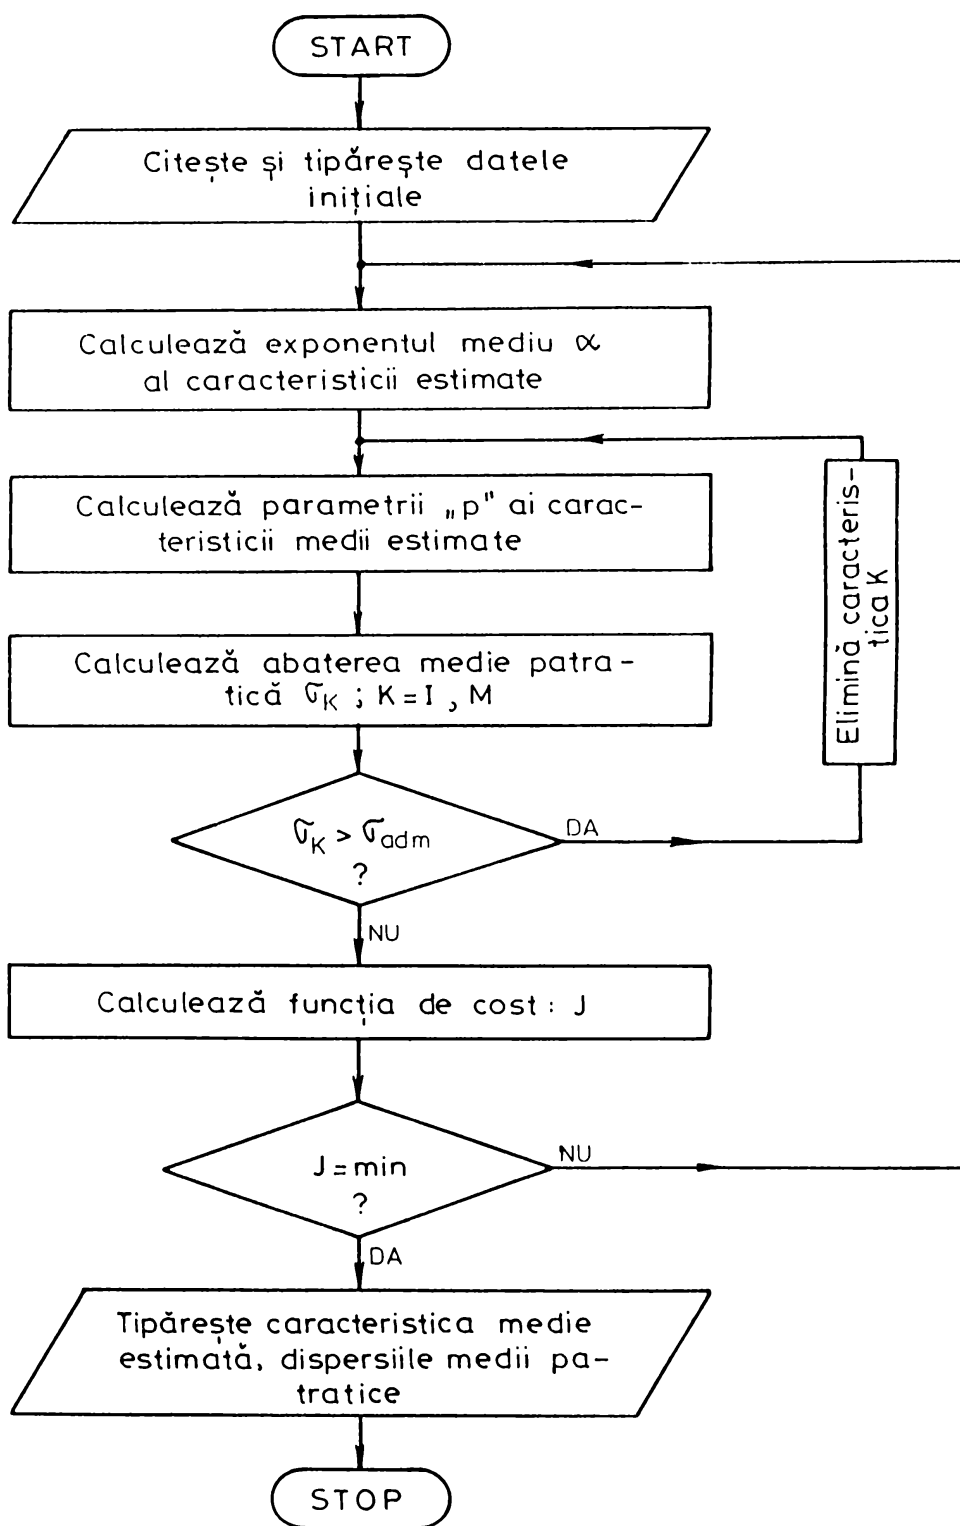 START
Citește și tipărește datele
inițiale
Calculează exponentul mediu α
al caracteristicii estimate
Calculează parametrii „p” ai carac-
teristicii medii estimate
Calculează abaterea medie patra-
tică σK ; K=I , M
Elimină caracteris-
tica K
σK > σadm
?
DA
NU
Calculează funcția de cost: J
J=min
?
NU
DA
Tipărește caracteristica medie
estimată, dispersiile medii pa-
tratice
STOP